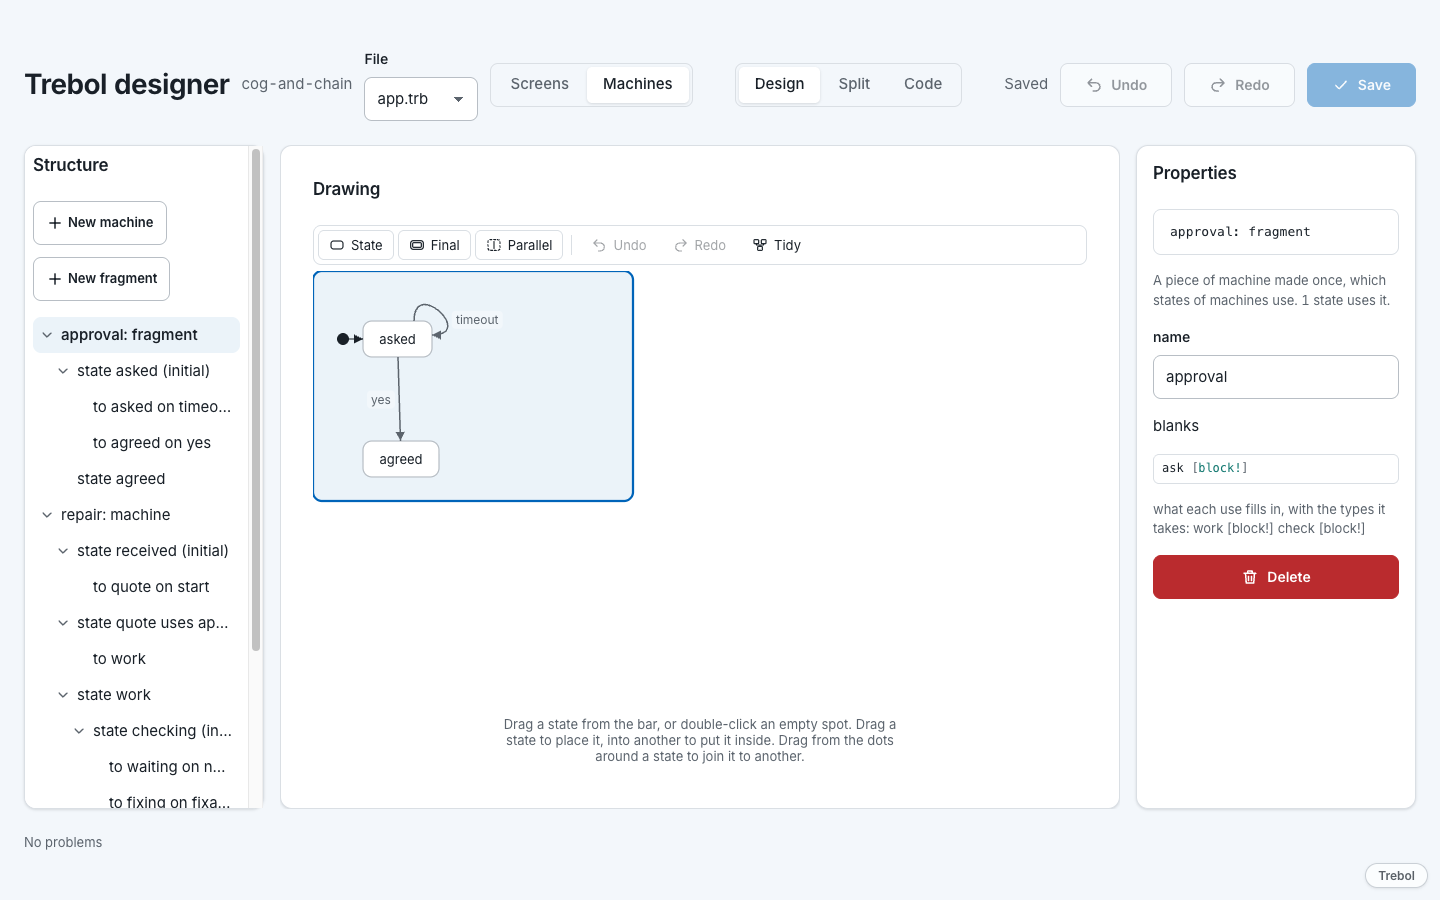 Trebol designer
cog-and-chain
File
app.trb
Screens
Machines
Design
Split
Code
Saved
Undo
Redo
Save
Structure
New machine
New fragment
approval: fragment
state asked (initial)
to asked on timeo...
to agreed on yes
state agreed
repair: machine
state received (initial)
to quote on start
state quote uses ap...
to work
state work
state checking (in...
to waiting on n...
to fixing on fixa...
Drawing
State
Final
Parallel
Undo
Redo
Tidy
asked
timeout
yes
agreed
Drag a state from the bar, or double-click an empty spot. Drag a
state to place it, into another to put it inside. Drag from the dots
around a state to join it to another.
Properties
approval: fragment
A piece of machine made once, which
states of machines use. 1 state uses it.
name
approval
blanks
ask [block!]
what each use fills in, with the types it
takes: work [block!] check [block!]
Delete
No problems
Trebol